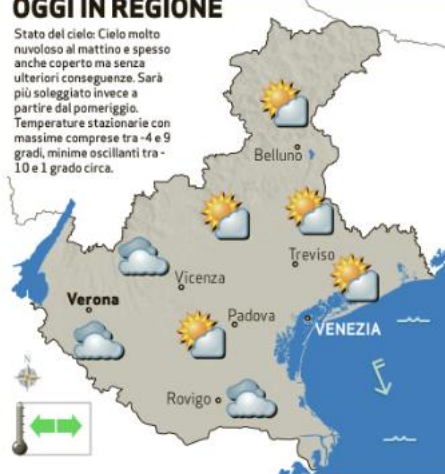 OGGI IN REGIONE
Stato del cielo: Cielo molto
nuvoloso al mattino e spesso
anche coperto ma senza
ulteriori conseguenze. Sarà
più soleggiato invece a
partire dal pomeriggio.
Temperature stazionarie con
massime comprese tra -4 e 9
gradi, minime oscillanti tra -
10 e 1 grado circa.
Belluno
Treviso
Vicenza
Verona
Padova
VENEZIA
Rovigo
N